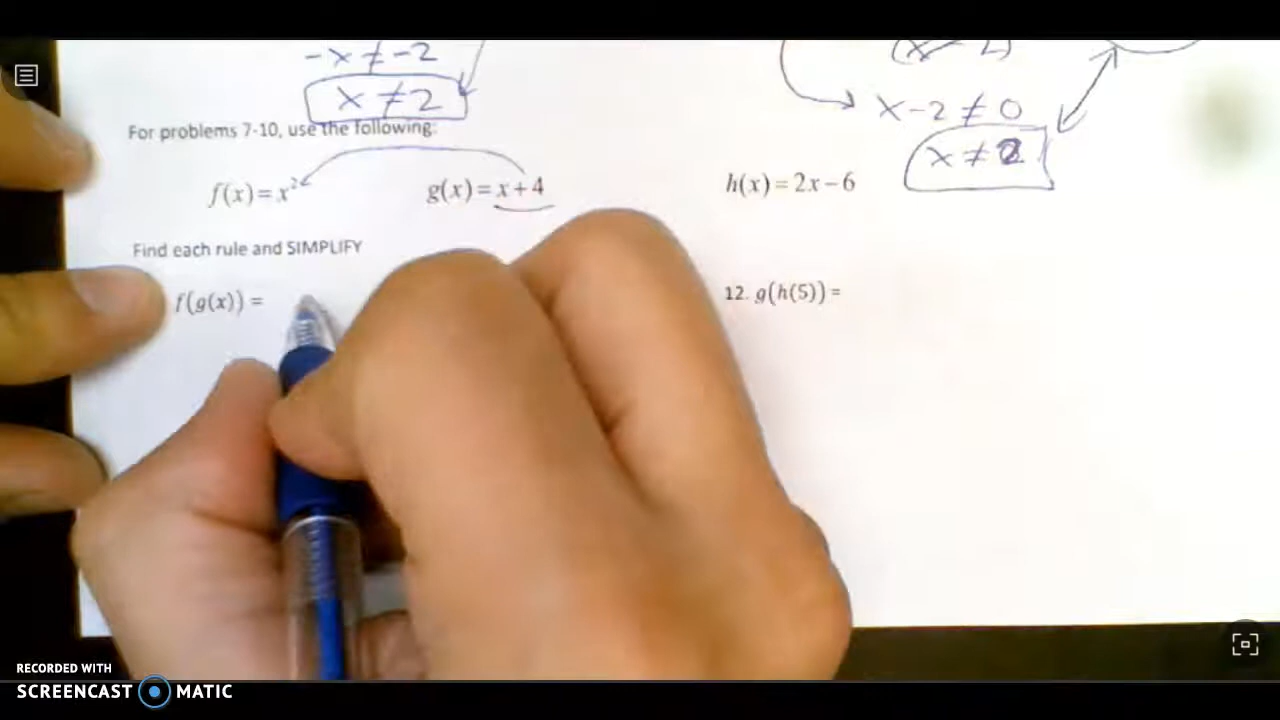 -x ≠ -2
x ≠ 2
x - 2 ≠ 0
x ≠ 2
For problems 7-10, use the following:
f(x) = x² g(x) = x + 4 h(x) = 2x - 6
Find each rule and SIMPLIFY
f(g(x)) = 12. g(h(5)) =
RECORDED WITH
SCREENCAST MATIC